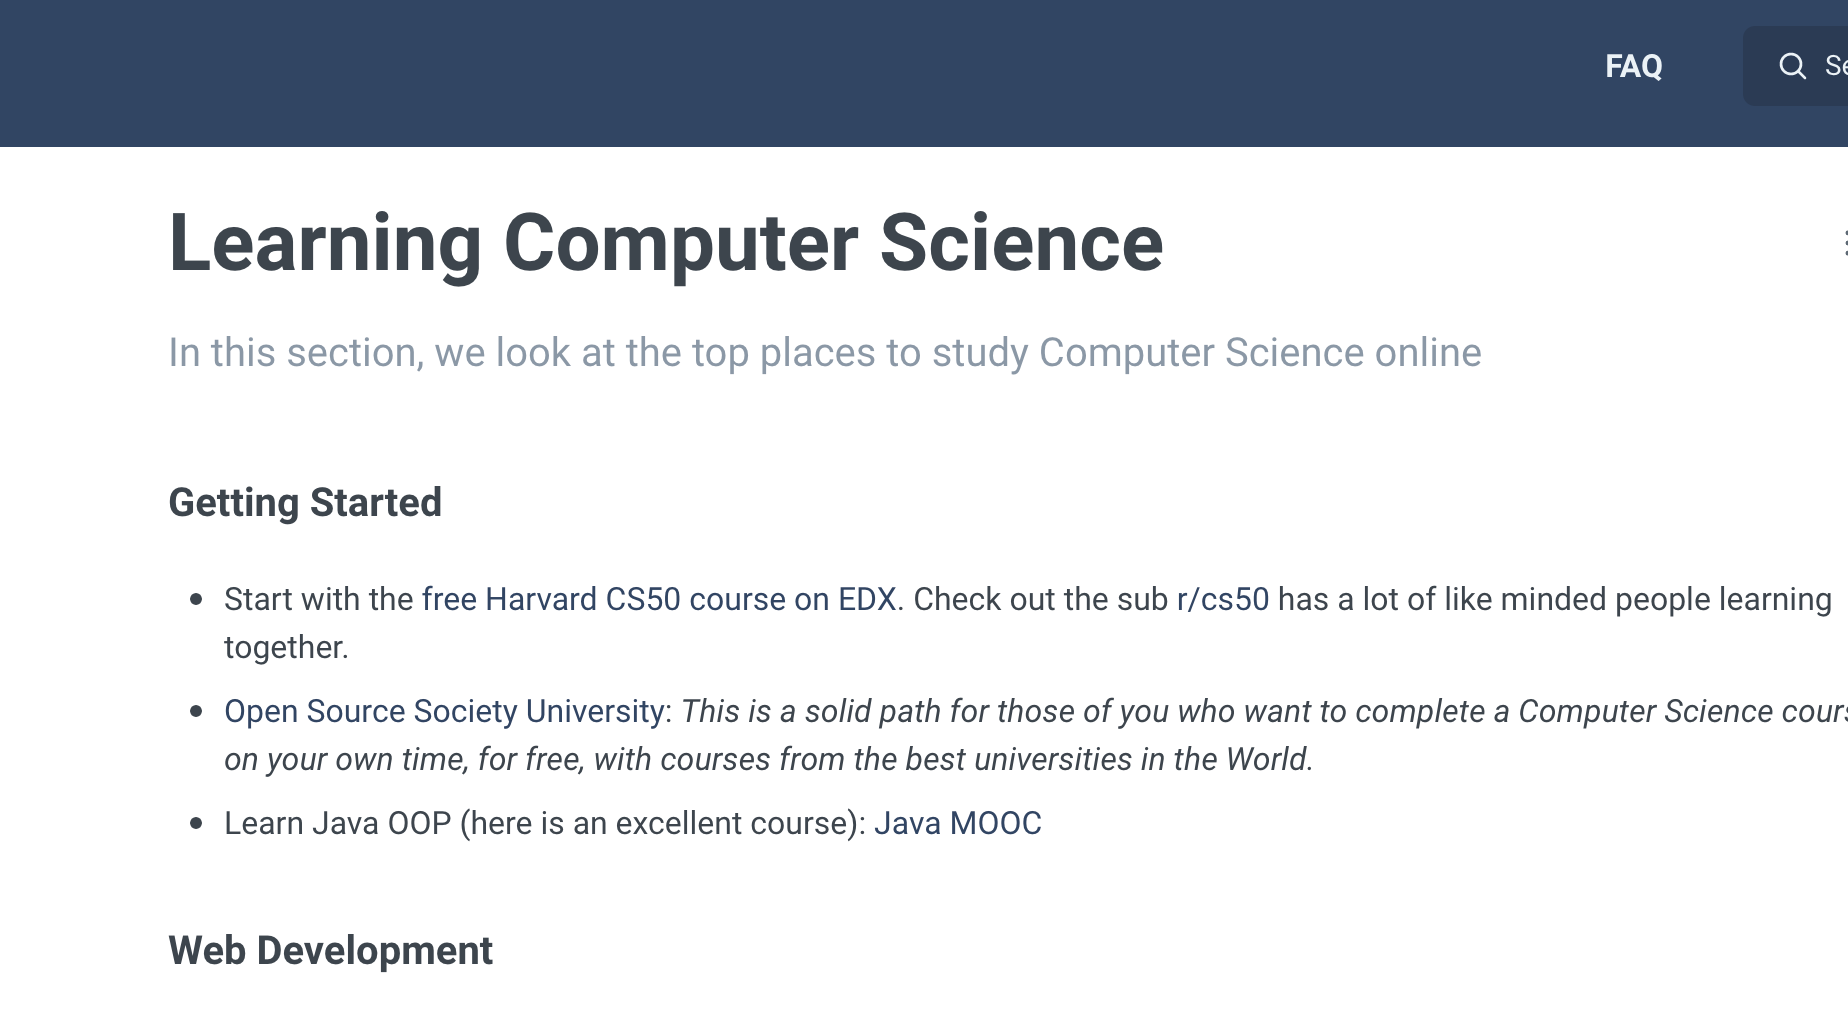 FAQ
Learning Computer Science
In this section, we look at the top places to study Computer Science online
Getting Started
Start with the free Harvard CS50 course on EDX. Check out the sub r/cs50 has a lot of like minded people learning
together.
Open Source Society University: This is a solid path for those of you who want to complete a Computer Science
on your own time, for free, with courses from the best universities in the World.
Learn Java OOP (here is an excellent course): Java MOOC
Web Development